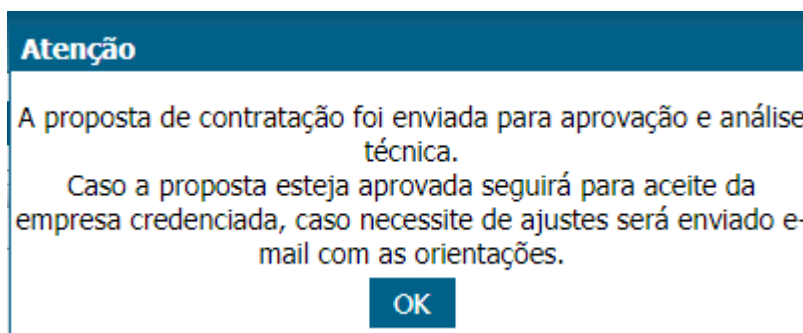 Atenção
A proposta de contratação foi enviada para aprovação e análise
técnica.
Caso a proposta esteja aprovada seguirá para aceite da
empresa credenciada, caso necessite de ajustes será enviado e-
mail com as orientações.
OK